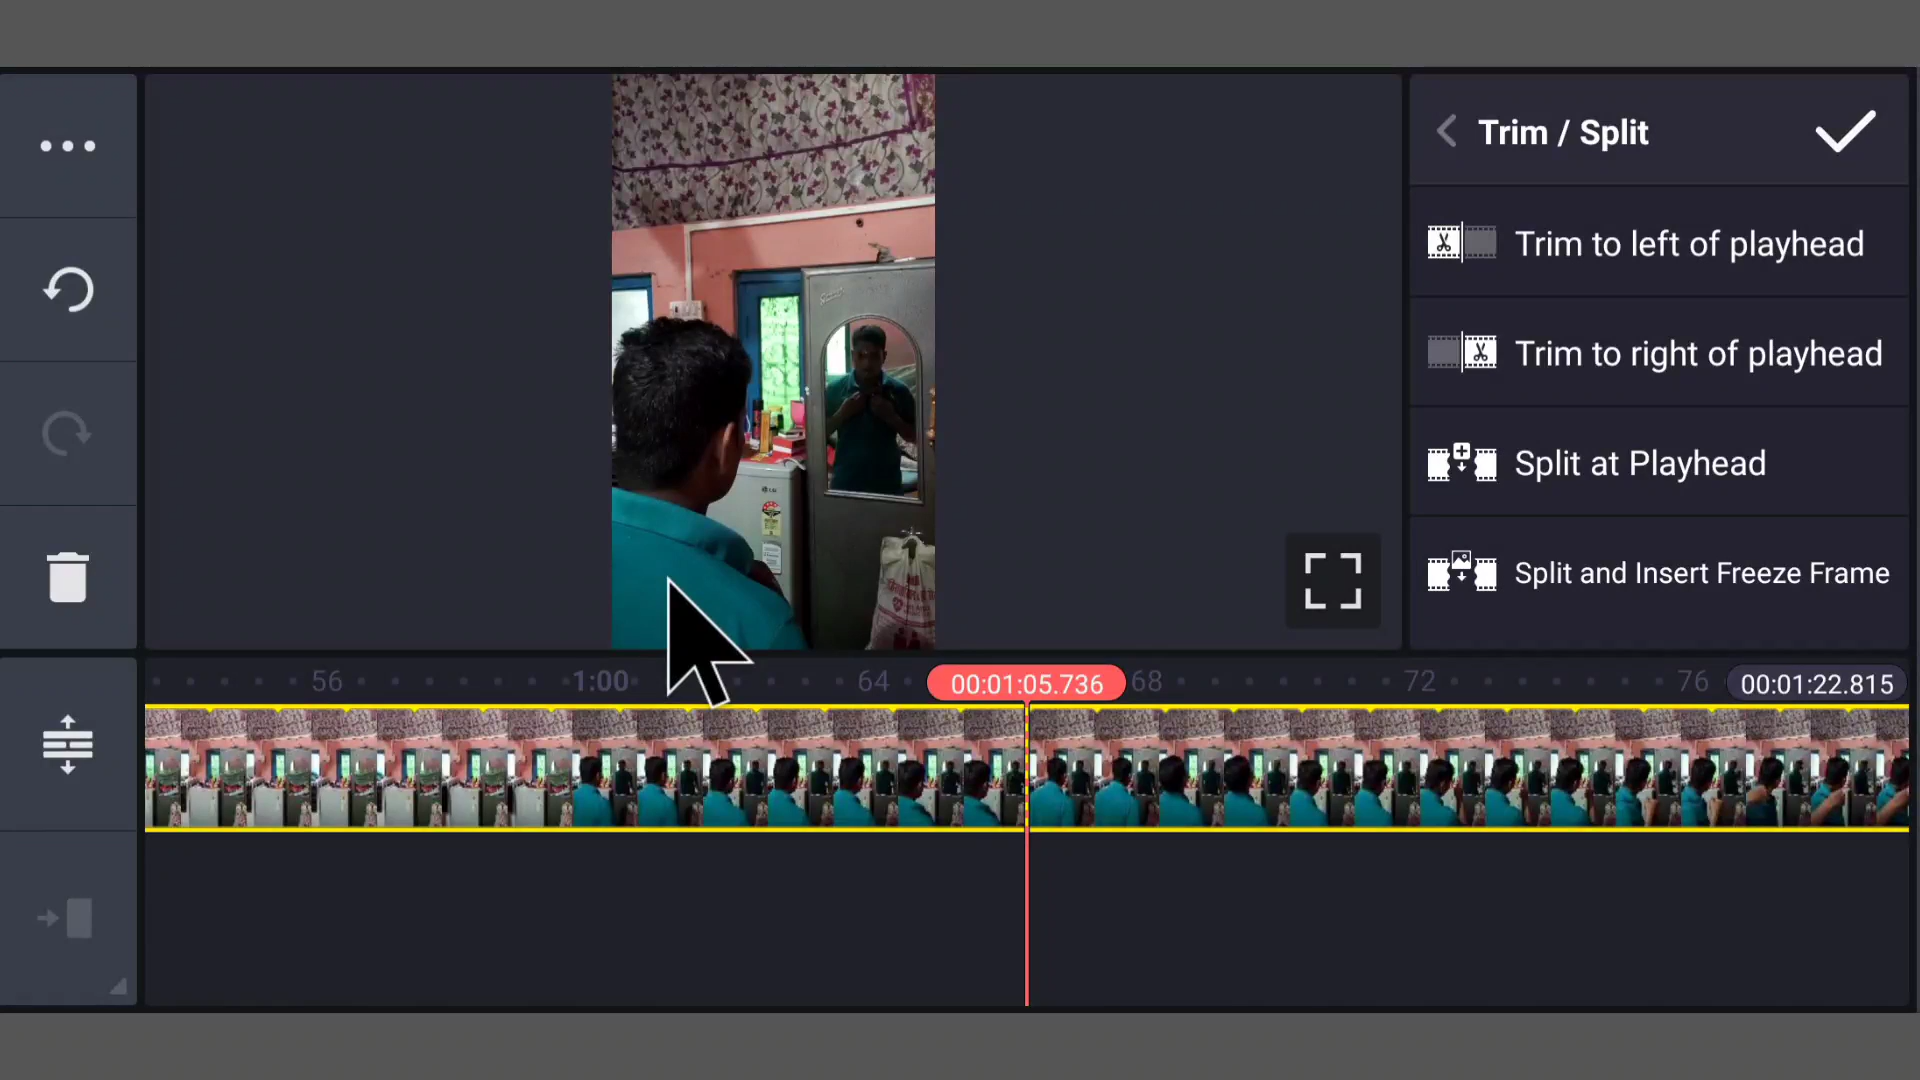 Trim / Split
Trim to left of playhead
Trim to right of playhead
Split at Playhead
Split and Insert Freeze Frame
56
1:00
64
00:01:05.736
68
72
76
00:01:22.815
LG